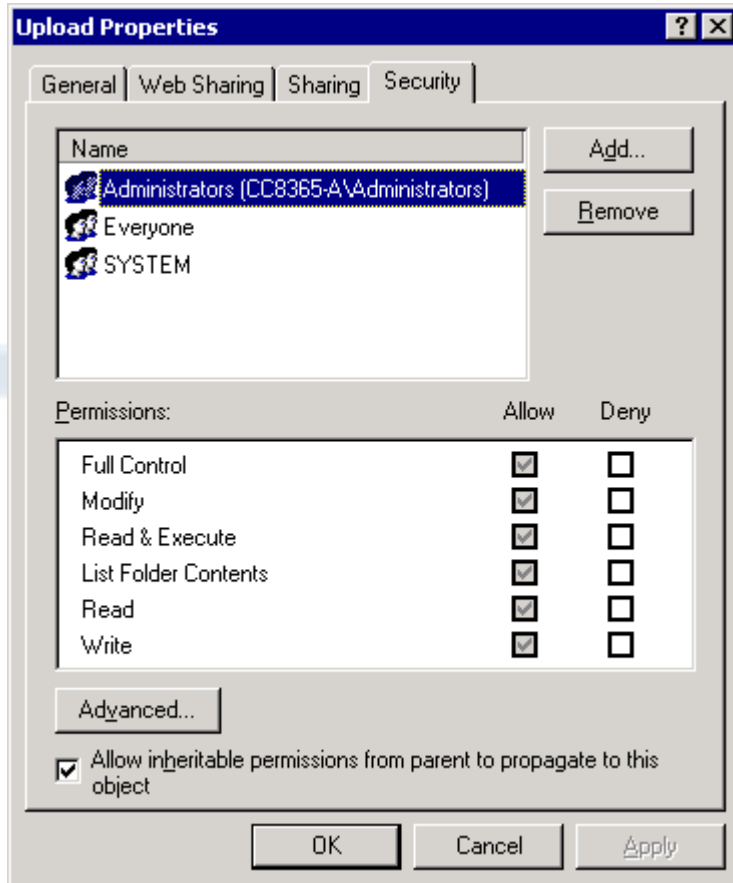 Upload Properties
General Web Sharing Sharing Security
Name
Administrators (CC8365-A\Administrators)
Everyone
SYSTEM
Add...
Remove
Permissions: Allow Deny
Full Control
Modify
Read & Execute
List Folder Contents
Read
Write
Advanced...
Allow inheritable permissions from parent to propagate to this
object
OK Cancel Apply